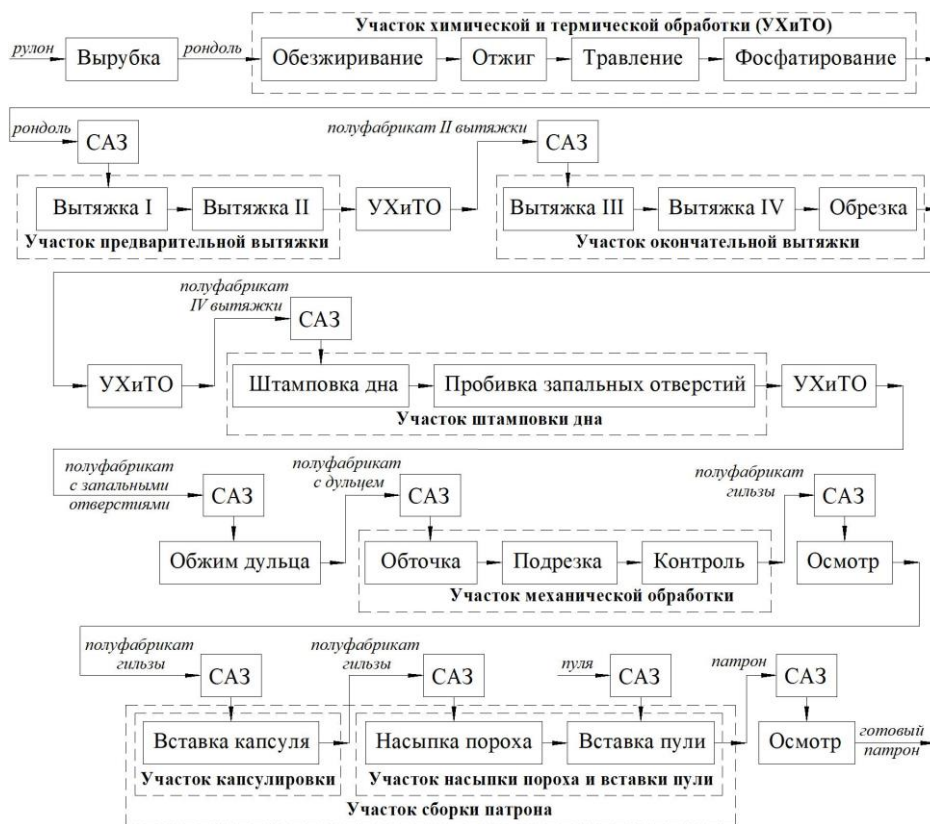 Участок химической и термической обработки (УХиТО)
рулон
Вырубка
рондоль
Обезжиривание
Отжиг
Травление
Фосфатирование
рондоль
САЗ
полуфабрикат II вытяжки
САЗ
Вытяжка I
Вытяжка II
УХиТО
Вытяжка III
Вытяжка IV
Обрезка
Участок предварительной вытяжки
Участок окончательной вытяжки
полуфабрикат
IV вытяжки
САЗ
УХиТО
Штамповка дна
Пробивка запальных отверстий
УХиТО
Участок штамповки дна
полуфабрикат
с запальными
отверстиями
САЗ
полуфабрикат
с дульцем
САЗ
полуфабрикат
гильзы
САЗ
Обжим дульца
Обточка
Подрезка
Контроль
Осмотр
Участок механической обработки
полуфабрикат
гильзы
САЗ
полуфабрикат
гильзы
САЗ
пуля
САЗ
патрон
САЗ
Вставка капсуля
Насыпка пороха
Вставка пули
Осмотр
готовый
патрон
Участок капсулировки
Участок насыпки пороха и вставки пули
Участок сборки патрона